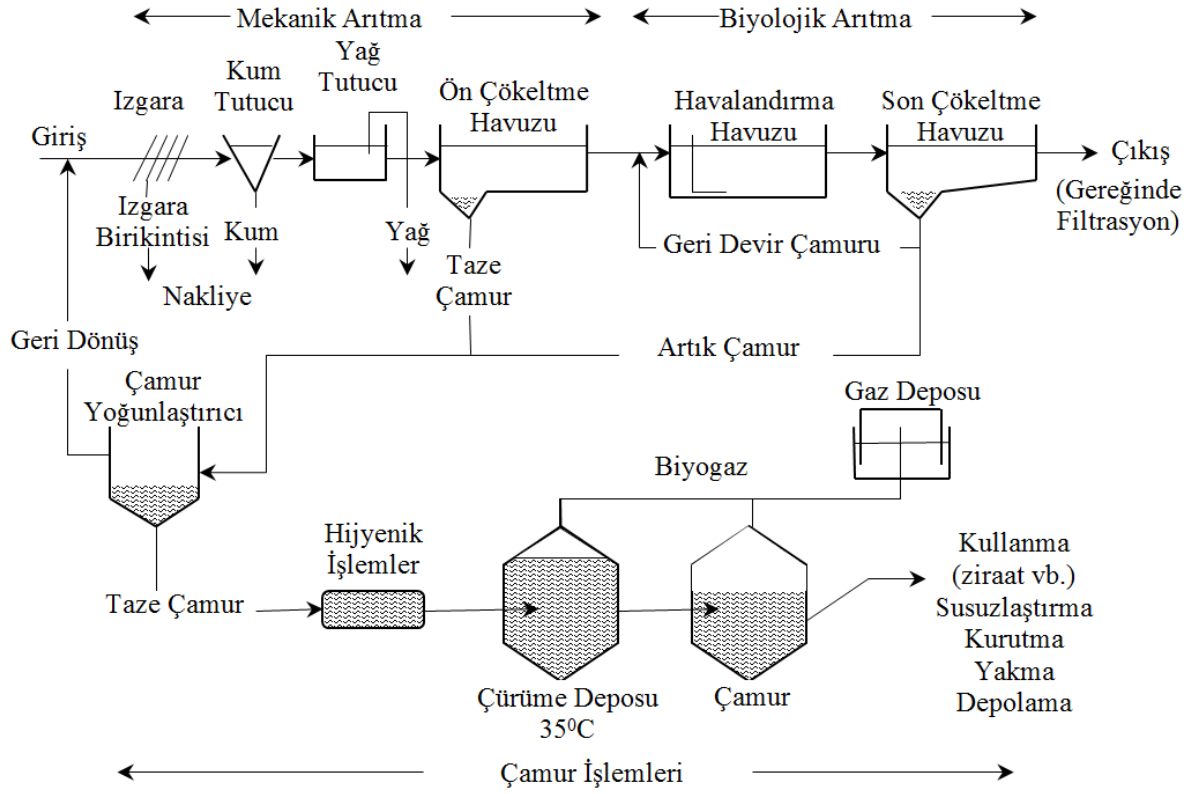 Mekanik Arıtma
Biyolojik Arıtma
Yağ
Tutucu
Kum
Tutucu
Izgara
Ön Çökeltme
Havuzu
Havalandırma
Havuzu
Son Çökeltme
Havuzu
Giriş
Çıkış
(Gereğinde
Filtrasyon)
Izgara
Birikintisi
Kum
Yağ
Nakliye
Taze
Çamur
Geri Devir Çamuru
Geri Dönüş
Artık Çamur
Çamur
Yoğunlaştırıcı
Gaz Deposu
Biyogaz
Hijyenik
İşlemler
Taze Çamur
Çürüme Deposu
35⁰C
Çamur
Kullanma
(ziraat vb.)
Susuzlaştırma
Kurutma
Yakma
Depolama
Çamur İşlemleri